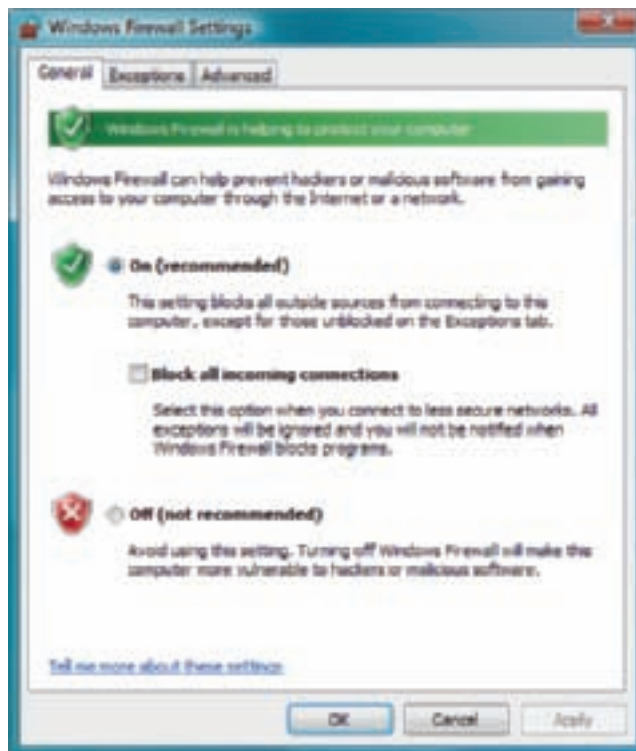 Windows Firewall Settings
General Exceptions Advanced
Windows Firewall is helping to protect your computer
Windows Firewall can help prevent hackers or malicious software from gaining
access to your computer through the Internet or a network.
On (recommended)
This setting blocks all outside sources from connecting to this
computer, except for those unblocked on the Exceptions tab.
Block all incoming connections
Select this option when you connect to less secure networks. All
exceptions will be ignored and you will not be notified when
Windows Firewall blocks programs.
Off (not recommended)
Avoid using this setting. Turning off Windows Firewall will make this
computer more vulnerable to hackers or malicious software.
Tell me more about these settings
OK Cancel Apply